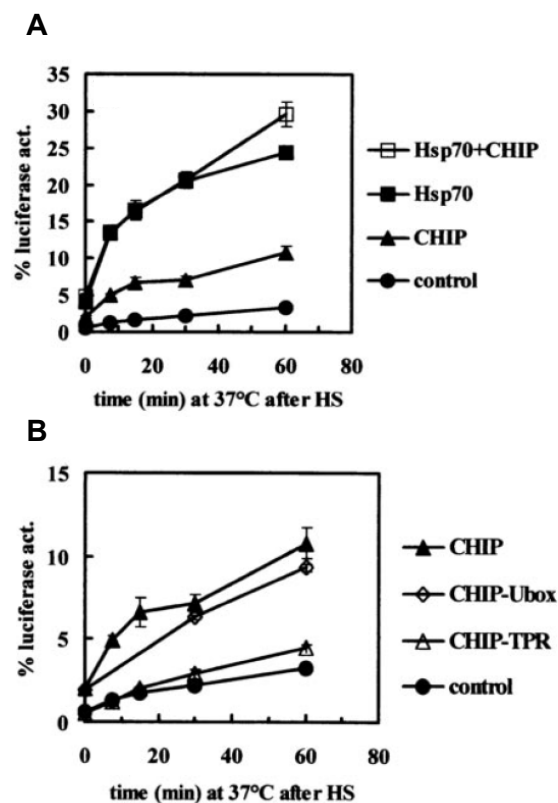 A
35
30
25
20
15
10
5
0
% luciferase act.
0 20 40 60 80
time (min) at 37°C after HS
Hsp70+CHIP
Hsp70
CHIP
control
B
15
10
5
0
% luciferase act.
0 20 40 60 80
time (min) at 37°C after HS
CHIP
CHIP-Ubox
CHIP-TPR
control